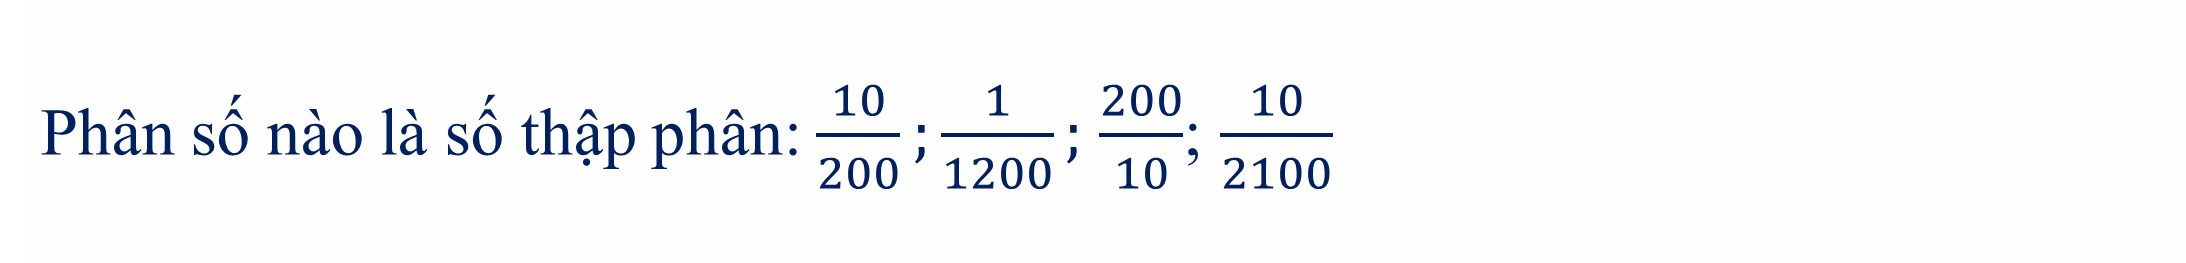 Phân số nào là số thập phân: 10/200 ; 1/1200 ; 200/10; 10/2100